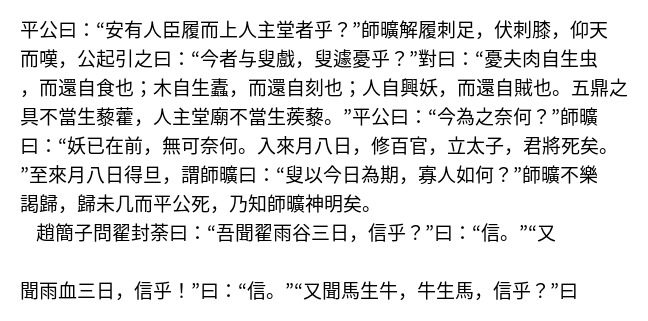 平公曰：“安有人臣履而上人主堂者乎？”師曠解履刺足，伏刺膝，仰天
而嘆，公起引之曰：“今者与叟戲，叟遽憂乎？”對曰：“憂夫肉自生虫
，而還自食也；木自生蠹，而還自刻也；人自興妖，而還自賊也。五鼎之
具不當生藜藿，人主堂廟不當生蒺藜。”平公曰：“今為之奈何？”師曠
曰：“妖已在前，無可奈何。入來月八日，修百官，立太子，君將死矣。
”至來月八日得旦，謂師曠曰：“叟以今日為期，寡人如何？”師曠不樂
謁歸，歸未几而平公死，乃知師曠神明矣。
趙簡子問翟封荼曰：“吾聞翟雨谷三日，信乎？”曰：“信。”“又
聞雨血三日，信乎！”曰：“信。”“又聞馬生牛，牛生馬，信乎？”曰